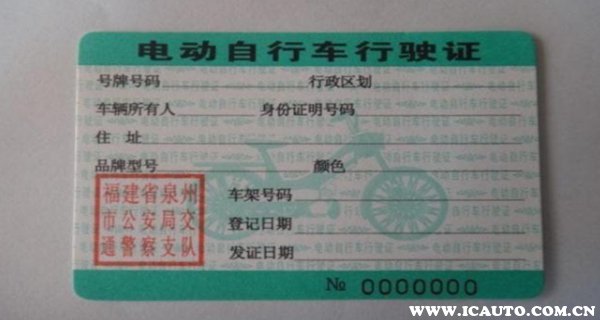 电动自行车行驶证
号牌号码 行政区划
车辆所有人 身份证明号码
住 址
品牌型号 颜色
福建省泉州
市公安局交
通警察支队
车架号码
登记日期
发证日期
№ 0000000
WWW.ICAUTO.COM.CN